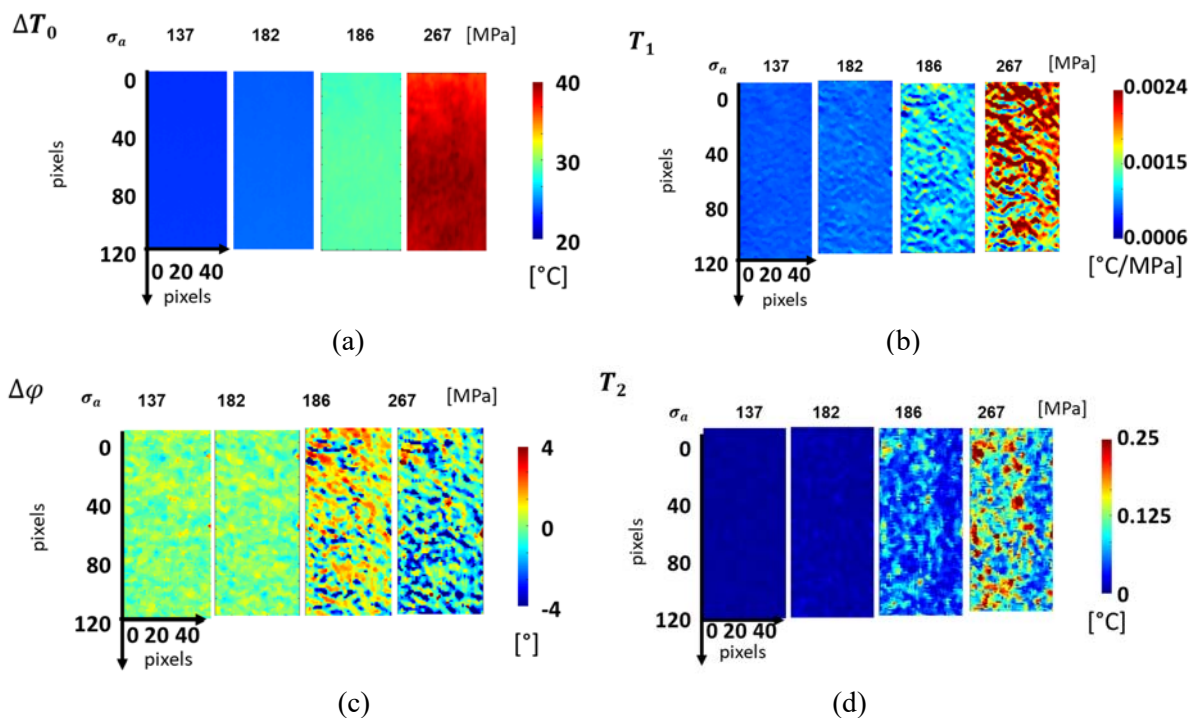 ΔT₀
σₐ 137 182 186 267 [MPa]
0
40
80
120
pixels
0 20 40
pixels
40
30
20
[°C]
(a)
T₁
σₐ 137 182 186 267 [MPa]
0
40
80
120
pixels
0 20 40
pixels
0.0024
0.0015
0.0006
[°C/MPa]
(b)
Δφ
σₐ 137 182 186 267 [MPa]
0
40
80
120
pixels
0 20 40
pixels
4
0
-4
[°]
(c)
T₂
σₐ 137 182 186 267 [MPa]
0
40
80
120
pixels
0 20 40
pixels
0.25
0.125
0
[°C]
(d)